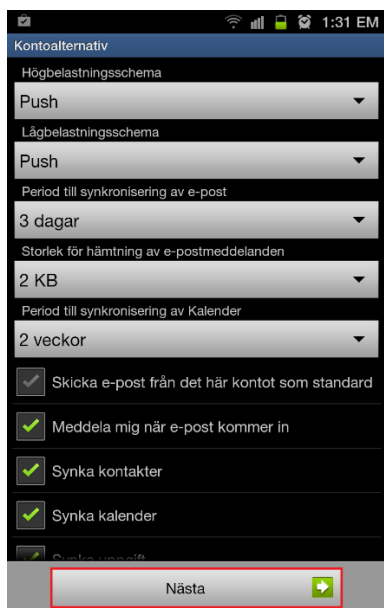 1:31 EM
Kontoalternativ
Högbelastningsschema
Push
Lågbelastningsschema
Push
Period till synkronisering av e-post
3 dagar
Storlek för hämtning av e-postmeddelanden
2 KB
Period till synkronisering av Kalender
2 veckor
Skicka e-post från det här kontot som standard
Meddela mig när e-post kommer in
Synka kontakter
Synka kalender
Synka uppgift
Nästa